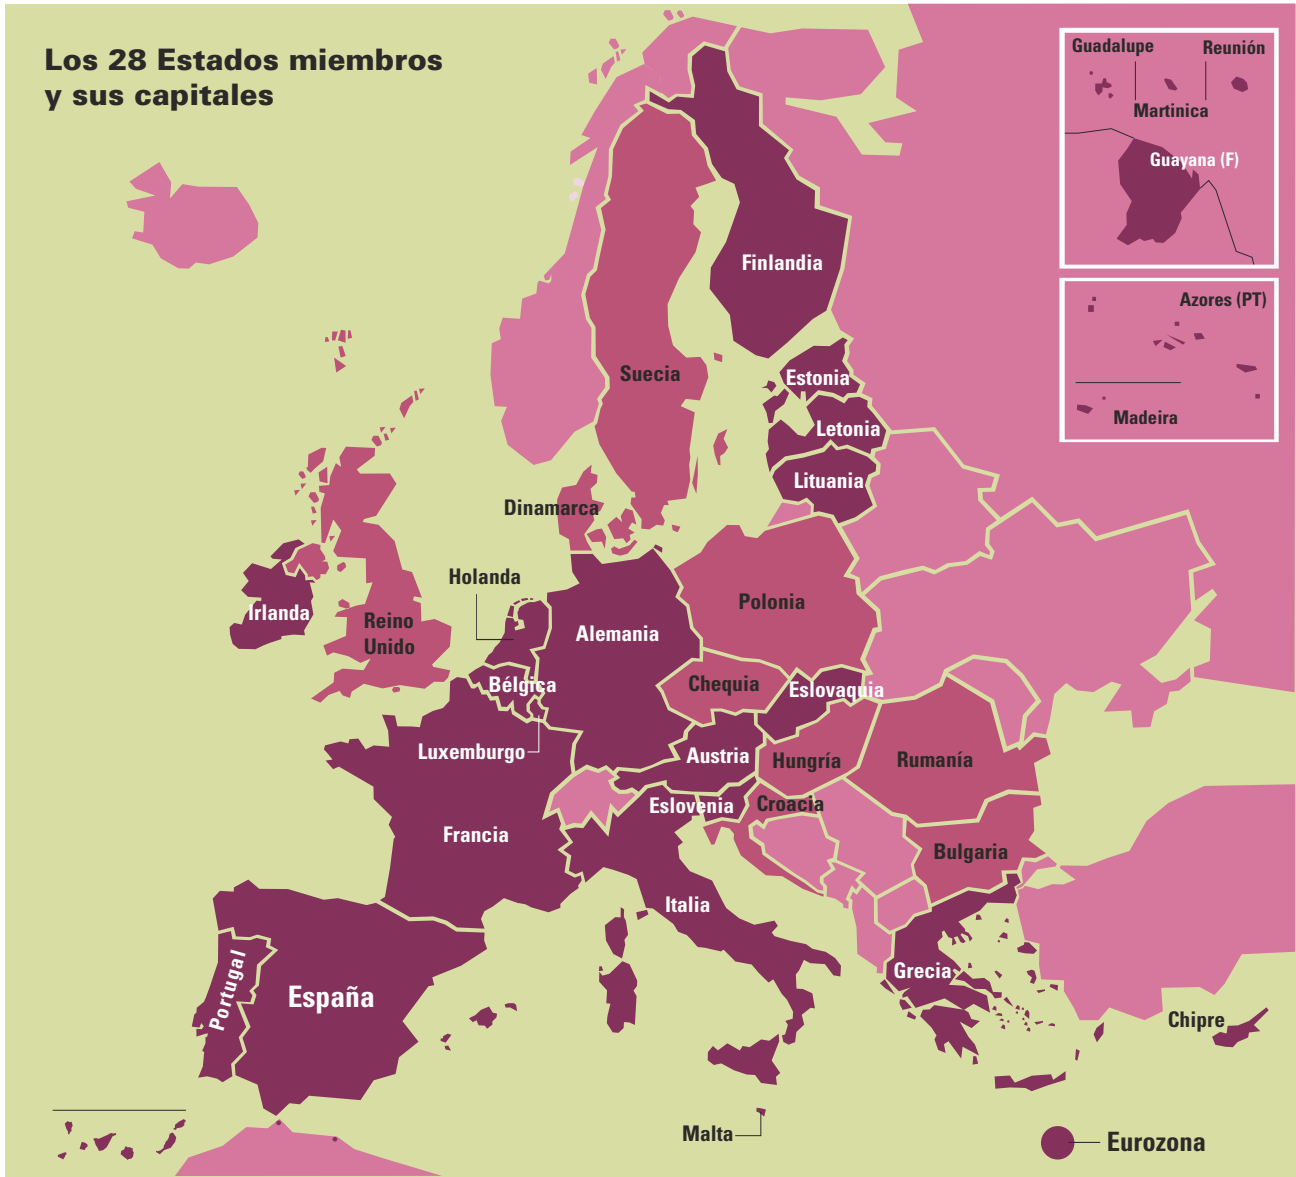 Los 28 Estados miembros
y sus capitales
Guadalupe
Reunión
Martinica
Guayana (F)
Azores (PT)
Madeira
Finlandia
Suecia
Estonia
Letonia
Lituania
Dinamarca
Holanda
Irlanda
Reino
Unido
Alemania
Polonia
Bélgica
Chequia
Eslovaquia
Luxemburgo
Austria
Hungría
Rumanía
Eslovenia
Croacia
Francia
Bulgaria
Italia
Portugal
España
Grecia
Chipre
Malta
Eurozona